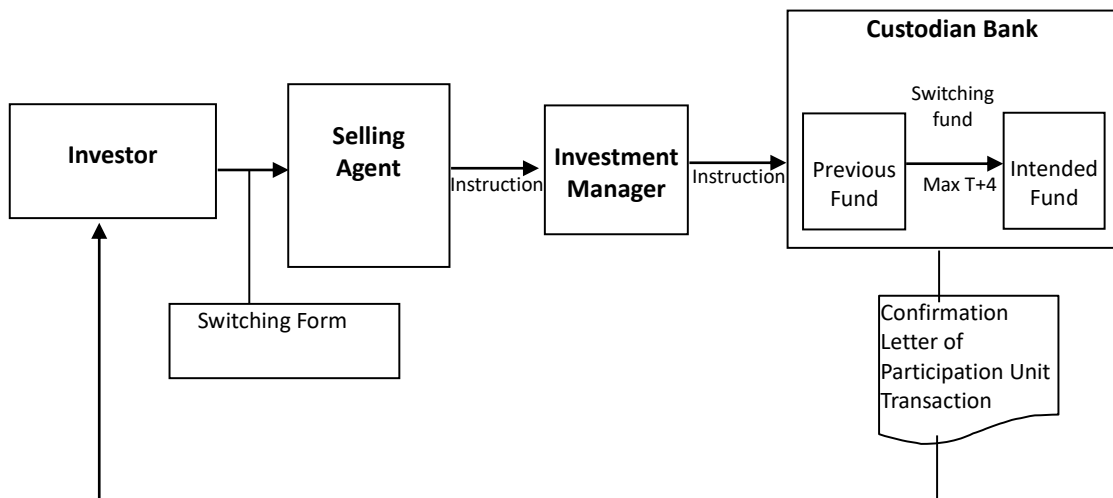 Custodian Bank
Investor
Selling
Agent
Instruction
Investment
Manager
Instruction
Switching
fund
Previous
Fund
Max T+4
Intended
Fund
Switching Form
Confirmation
Letter of
Participation Unit
Transaction